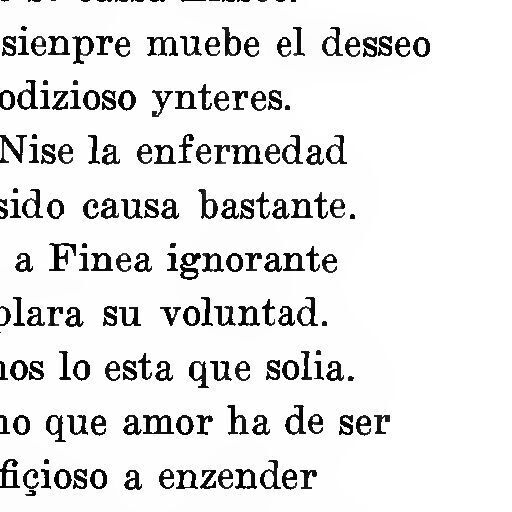 sienpre muebe el desseo
odizioso ynteres.
Nise la enfermedad
sido causa bastante.
a Finea ignorante
plara su voluntad.
nos lo esta que solia.
no que amor ha de ser
fiçioso a enzender